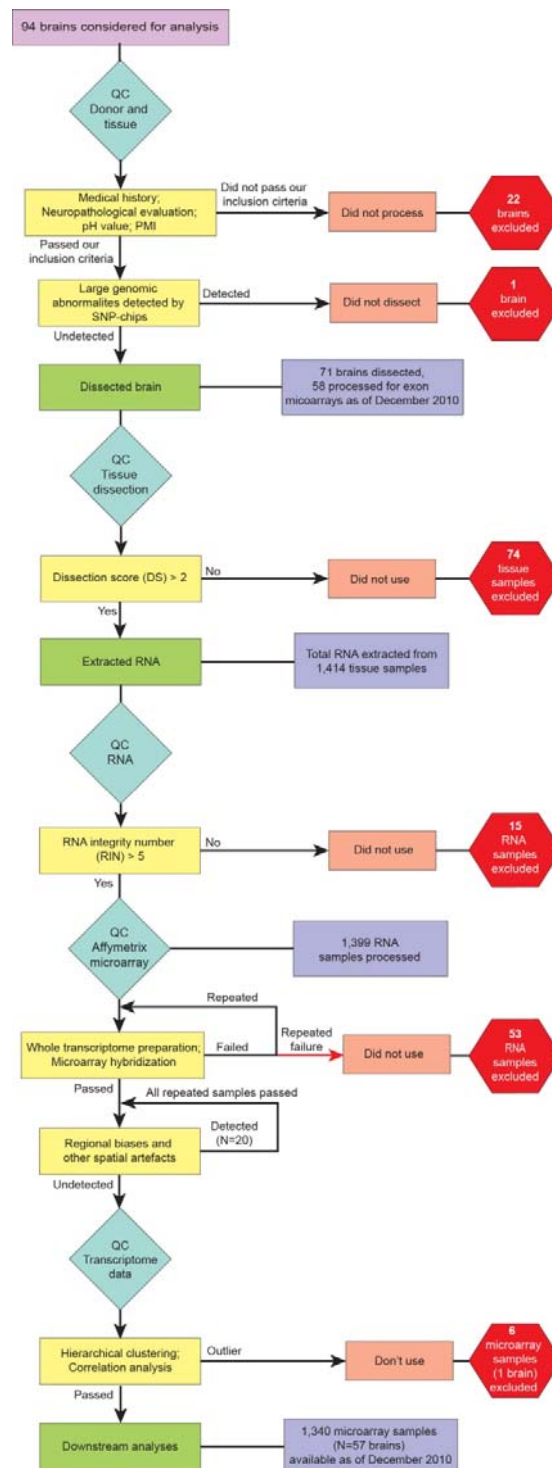 94 brains considered for analysis
QC
Donor and
tissue
Medical history;
Neuropathological evaluation;
pH value; PMI
Did not pass our
inclusion cirteria
Did not process
22
brains
excluded
Passed our
inclusion criteria
Large genomic
abnormalites detected by
SNP-chips
Detected
Did not dissect
1
brain
excluded
Undetected
Dissected brain
71 brains dissected,
58 processed for exon
micoarrays as of December 2010
QC
Tissue
dissection
Dissection score (DS) > 2
No
Did not use
74
tissue
samples
excluded
Yes
Extracted RNA
Total RNA extracted from
1,414 tissue samples
QC
RNA
RNA integrity number
(RIN) > 5
No
Did not use
15
RNA
samples
excluded
Yes
QC
Affymetrix
microarray
1,399 RNA
samples processed
Repeated
Whole transcriptome preparation;
Microarray hybridization
Failed
Repeated
failure
Did not use
53
RNA
samples
excluded
Passed
All repeated samples passed
Regional biases and
other spatial artefacts
Detected
(N=20)
Undetected
QC
Transcriptome
data
Hierarchical clustering;
Correlation analysis
Outlier
Don't use
6
microarray
samples
(1 brain)
excluded
Passed
Downstream analyses
1,340 microarray samples
(N=57 brains)
available as of December 2010